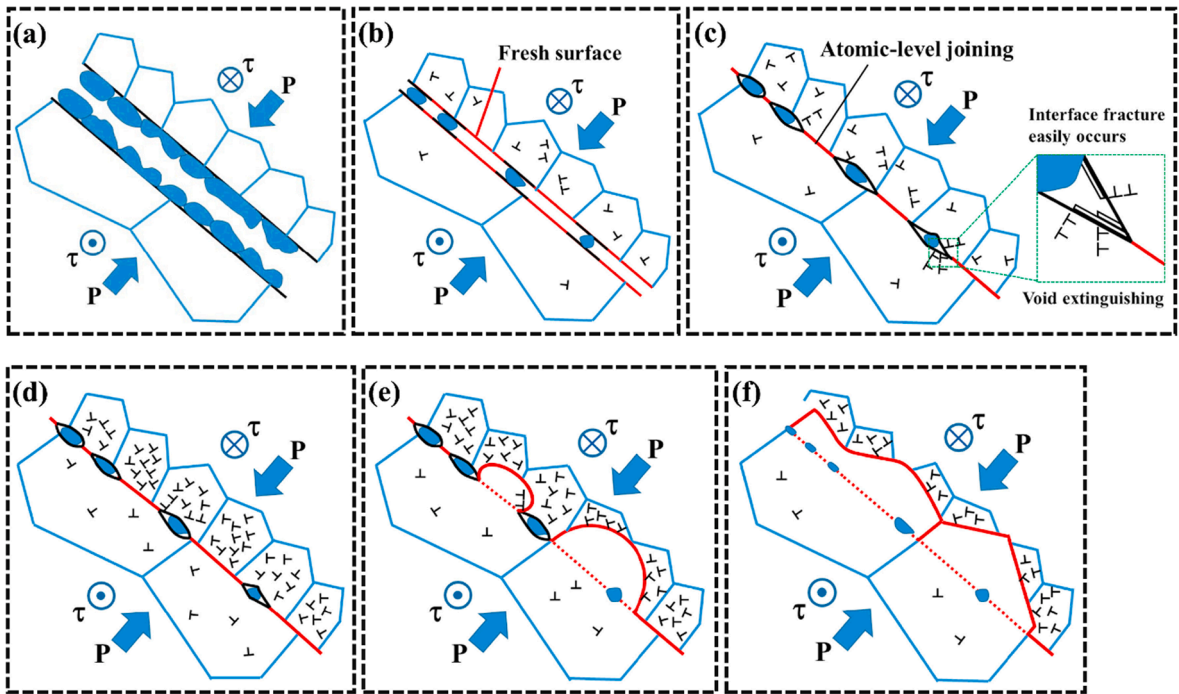 (a)
τ
P
τ
P
(b)
Fresh surface
τ
P
τ
P
(c)
Atomic-level joining
τ
P
Interface fracture
easily occurs
τ
P
Void extinguishing
(d)
τ
P
τ
P
(e)
τ
P
τ
P
(f)
τ
P
τ
P